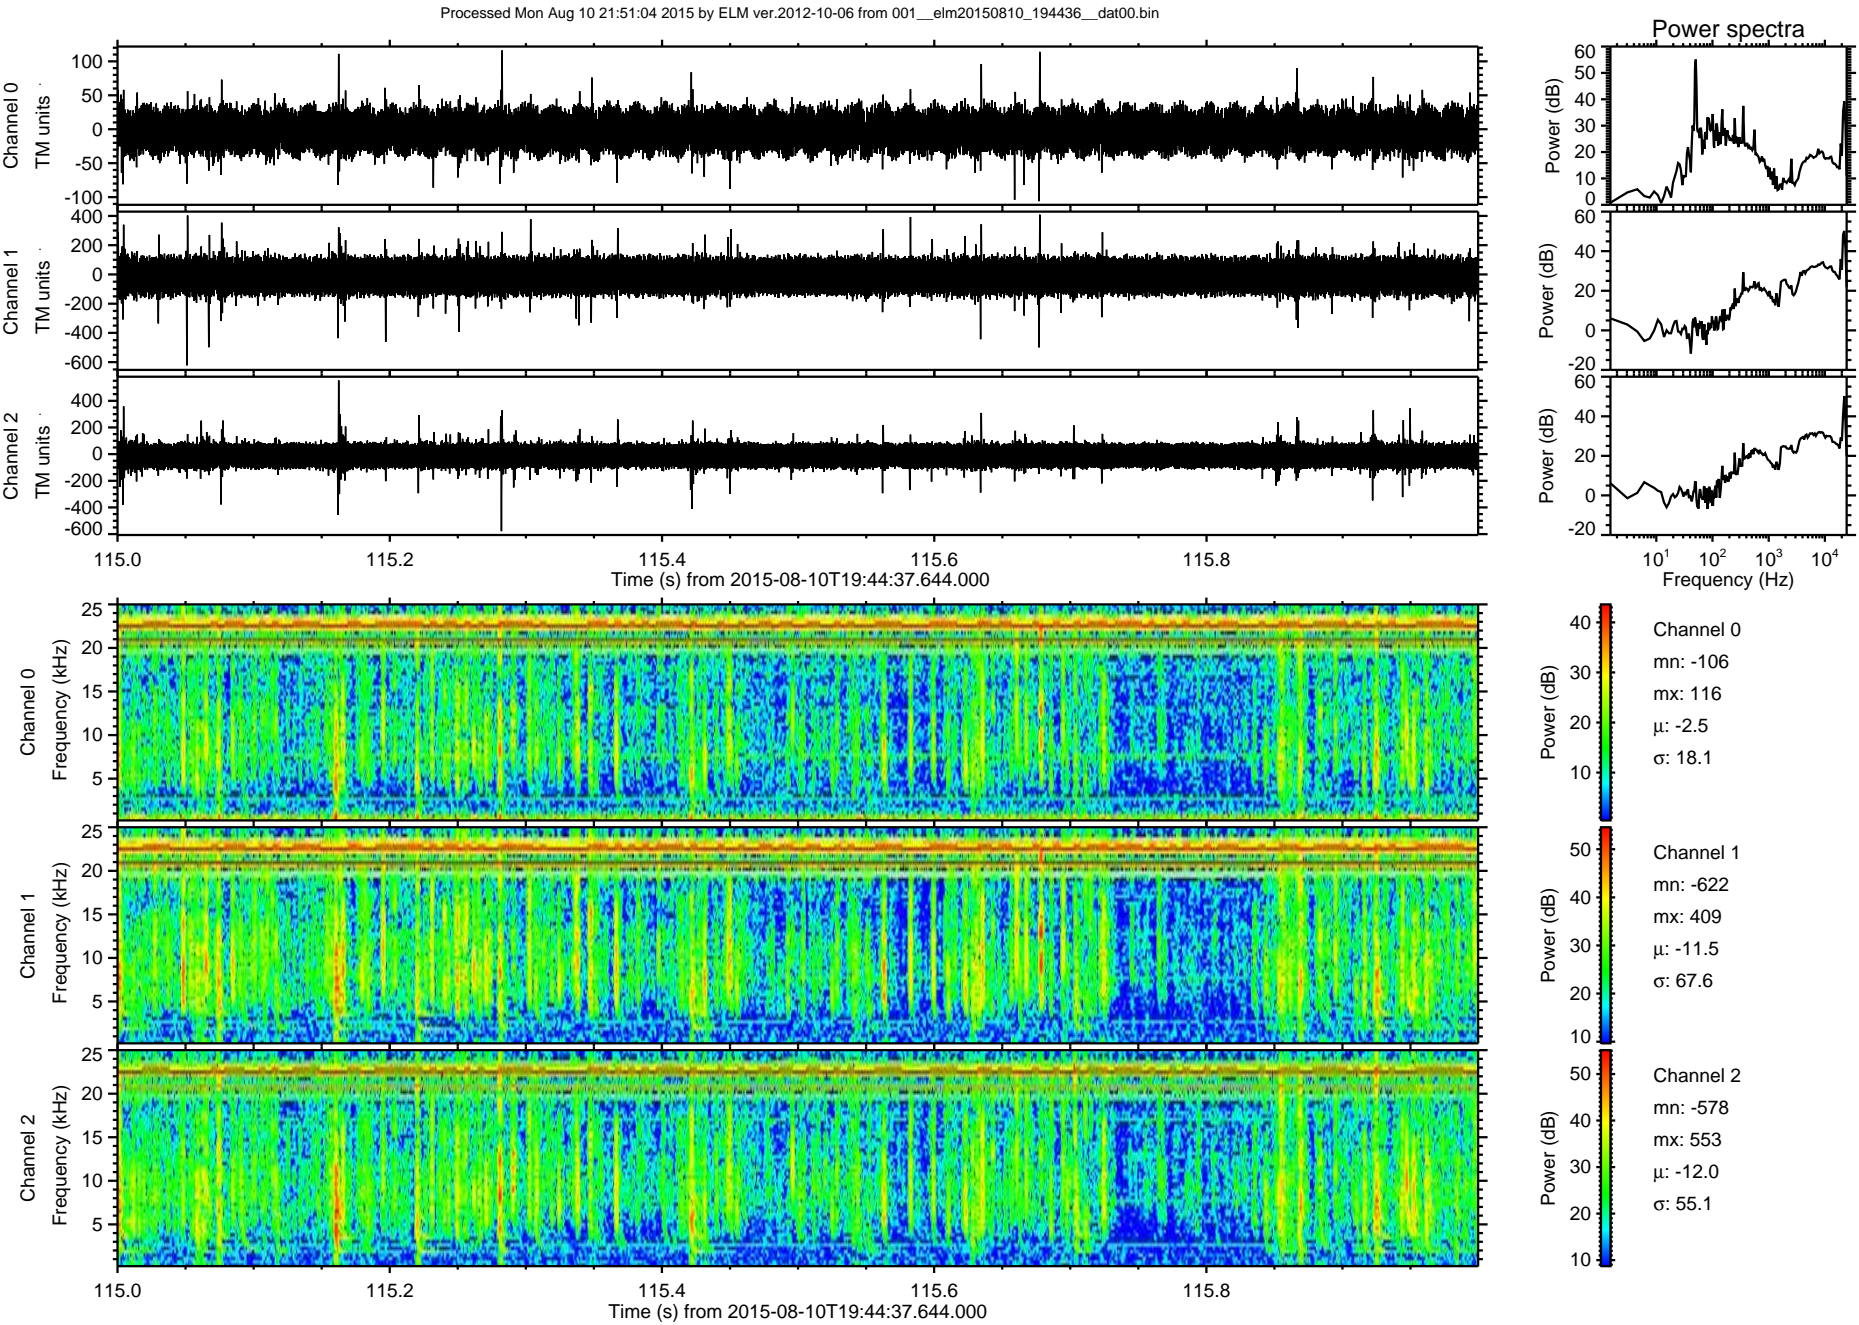 Processed Mon Aug 10 21:51:04 2015 by ELM ver.2012-10-06 from 001__elm20150810_194436__dat00.bin
Power spectra
Channel 0
TM units
100
50
0
-50
-100
Power (dB)
60
50
40
30
20
10
0
Channel 1
TM units
400
200
0
-200
-400
-600
Power (dB)
60
40
20
0
-20
Channel 2
TM units
400
200
0
-200
-400
-600
Power (dB)
60
40
20
0
-20
115.0 115.2 115.4 115.6 115.8
Time (s) from 2015-08-10T19:44:37.644.000
10¹ 10² 10³ 10⁴
Frequency (Hz)
Channel 0
Frequency (kHz)
25
20
15
10
5
Power (dB)
40
30
20
10
Channel 0
mn: -106
mx: 116
μ: -2.5
σ: 18.1
Channel 1
Frequency (kHz)
25
20
15
10
5
Power (dB)
50
40
30
20
10
Channel 1
mn: -622
mx: 409
μ: -11.5
σ: 67.6
Channel 2
Frequency (kHz)
25
20
15
10
5
Power (dB)
50
40
30
20
10
Channel 2
mn: -578
mx: 553
μ: -12.0
σ: 55.1
115.0 115.2 115.4 115.6 115.8
Time (s) from 2015-08-10T19:44:37.644.000